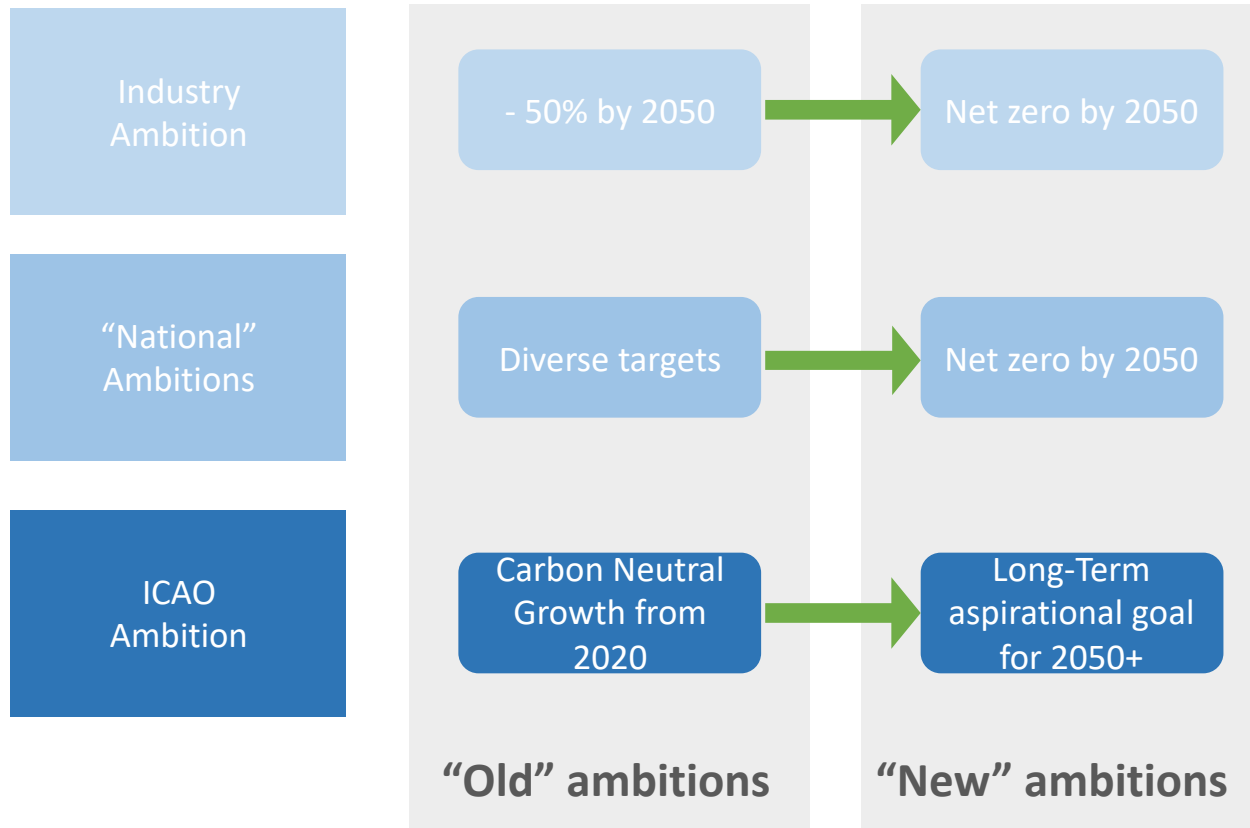 Industry
Ambition
- 50% by 2050
Net zero by 2050
“National”
Ambitions
Diverse targets
Net zero by 2050
ICAO
Ambition
Carbon Neutral
Growth from
2020
Long-Term
aspirational goal
for 2050+
“Old” ambitions
“New” ambitions